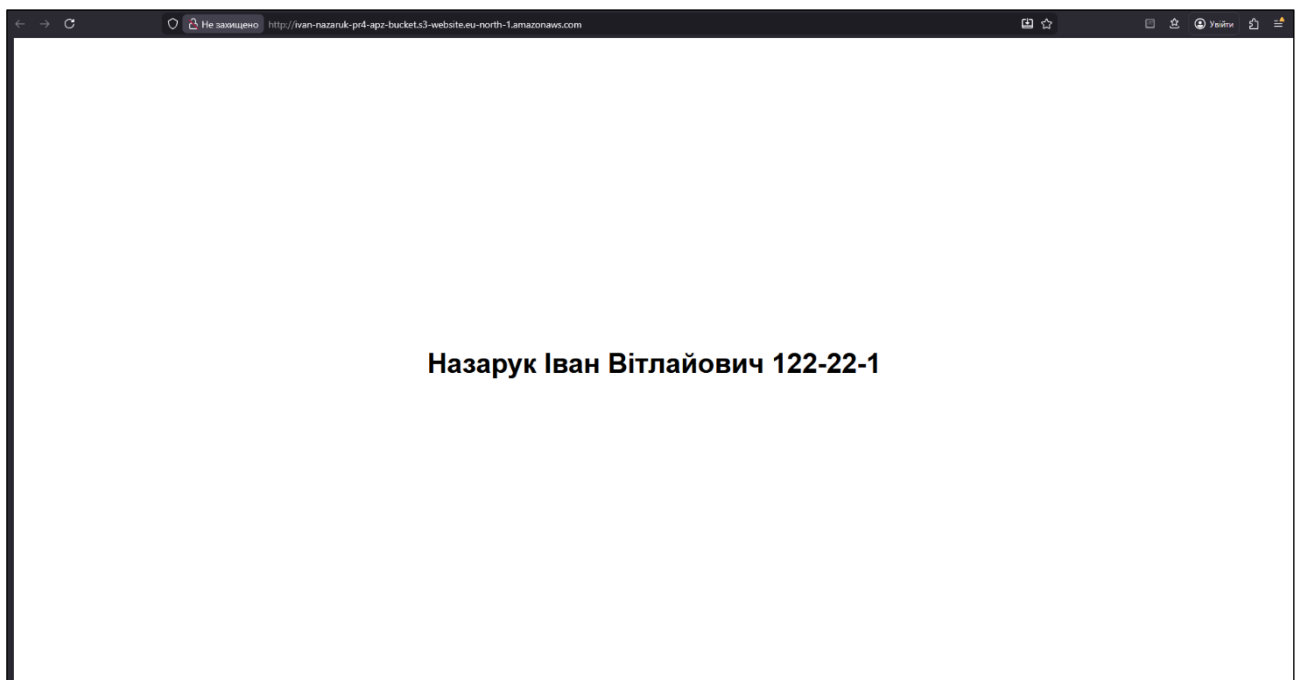 Не захищено http://ivan-nazaruk-pr4-apz-bucket.s3-website.eu-north-1.amazonaws.com Увійти
Назарук Іван Вітлайович 122-22-1